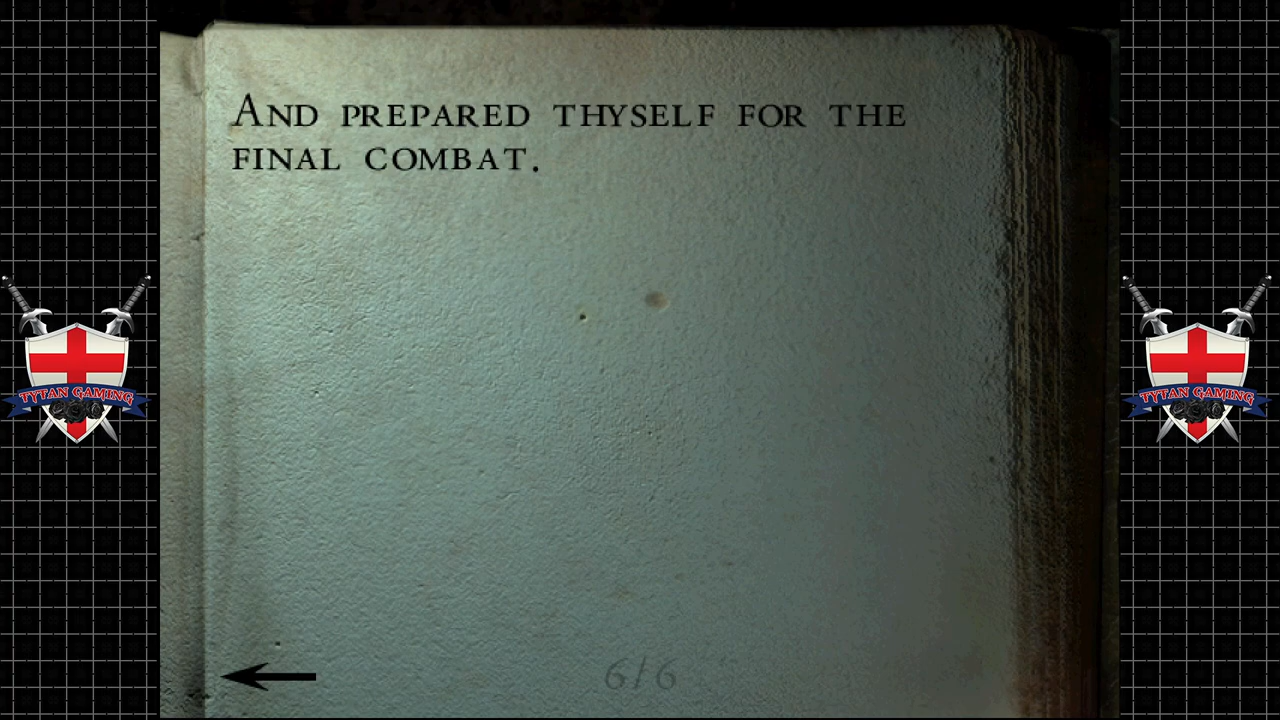 And prepared thyself for the
final combat.
TYTAN GAMING
TYTAN GAMING
6/6